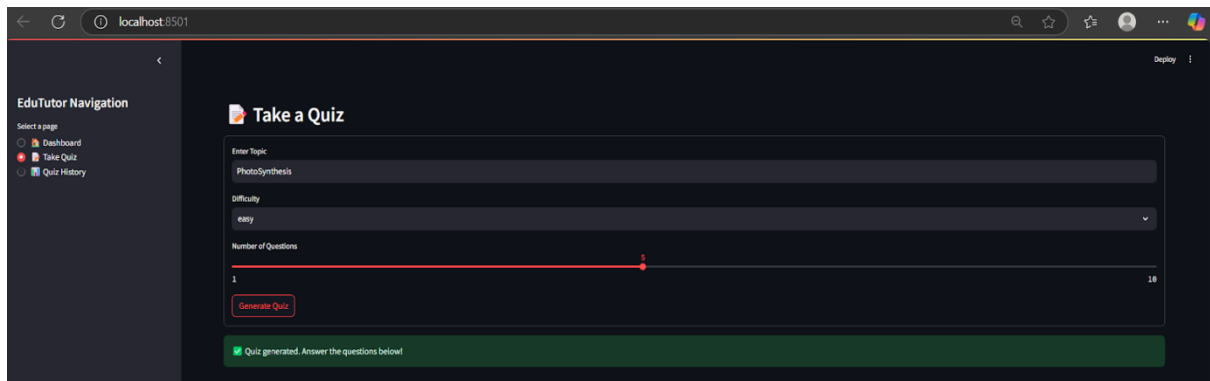 localhost:8501
Deploy
EduTutor Navigation
Select a page
Dashboard
Take Quiz
Quiz History
Take a Quiz
Enter Topic
PhotoSynthesis
Difficulty
easy
Number of Questions
5
1 10
Generate Quiz
Quiz generated. Answer the questions below!